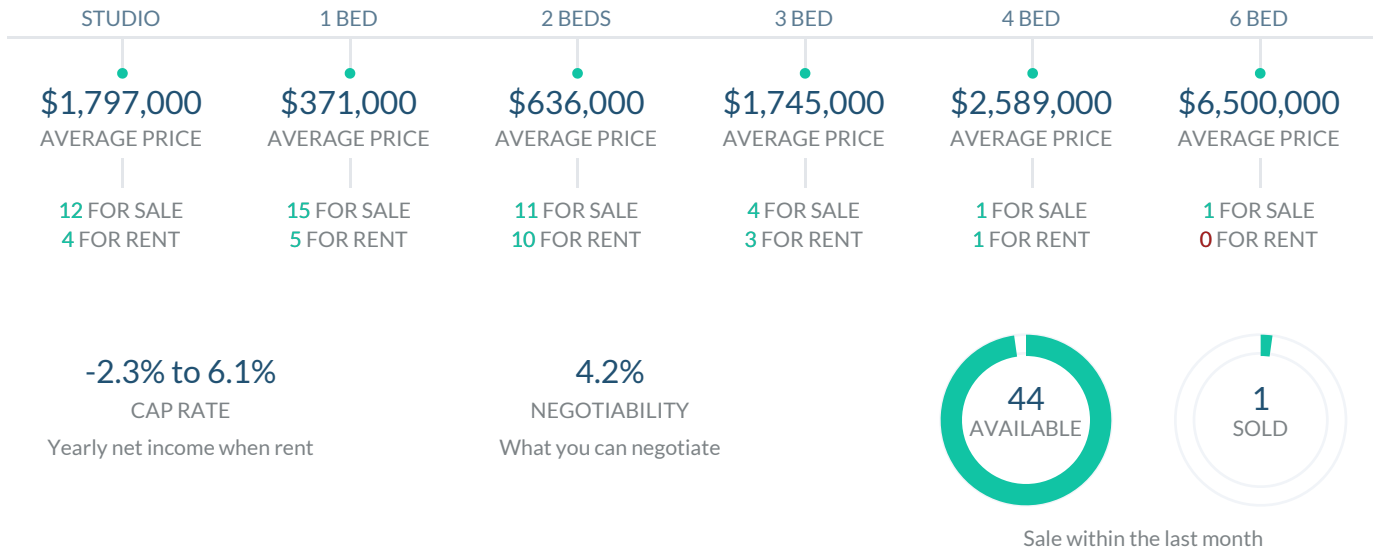 STUDIO 1 BED 2 BEDS 3 BED 4 BED 6 BED
$1,797,000 $371,000 $636,000 $1,745,000 $2,589,000 $6,500,000
AVERAGE PRICE AVERAGE PRICE AVERAGE PRICE AVERAGE PRICE AVERAGE PRICE AVERAGE PRICE
12 FOR SALE 15 FOR SALE 11 FOR SALE 4 FOR SALE 1 FOR SALE 1 FOR SALE
4 FOR RENT 5 FOR RENT 10 FOR RENT 3 FOR RENT 1 FOR RENT 0 FOR RENT
-2.3% to 6.1%
CAP RATE
Yearly net income when rent
4.2%
NEGOTIABILITY
What you can negotiate
44
AVAILABLE
1
SOLD
Sale within the last month